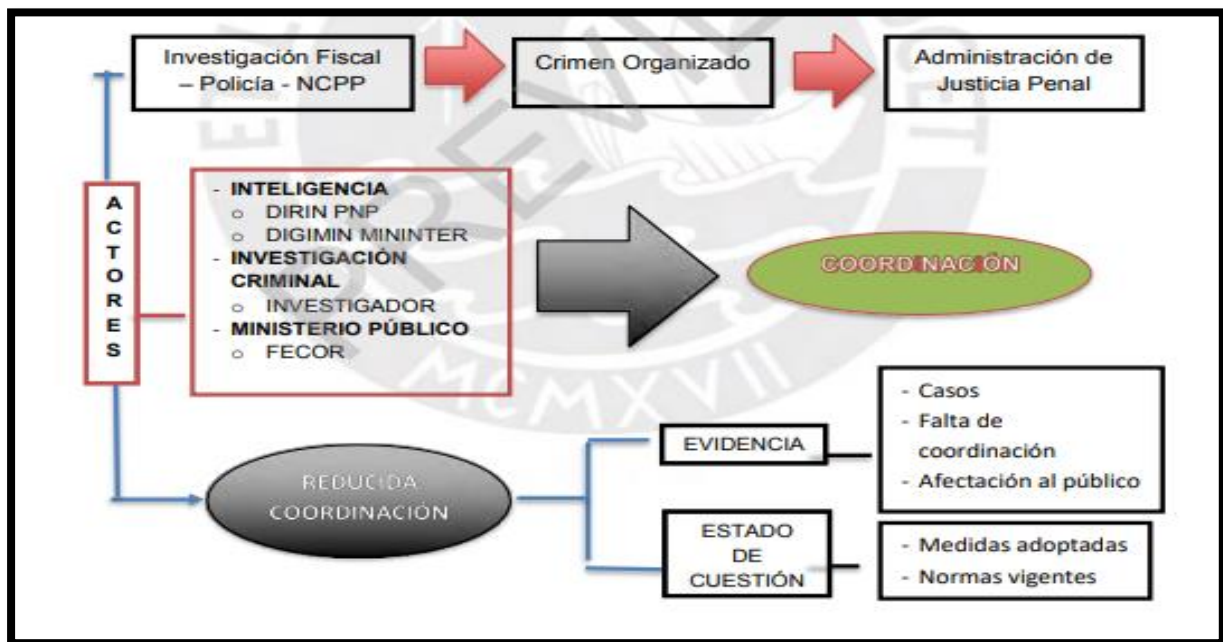 Investigación Fiscal
– Policía - NCPP
Crimen Organizado
Administración de
Justicia Penal
A
C
T
O
R
E
S
- INTELIGENCIA
o DIRIN PNP
o DIGIMIN MININTER
- INVESTIGACIÓN
CRIMINAL
o INVESTIGADOR
- MINISTERIO PÚBLICO
o FECOR
COORDINACIÓN
REDUCIDA
COORDINACIÓN
EVIDENCIA
- Casos
- Falta de
coordinación
- Afectación al público
ESTADO
DE
CUESTIÓN
- Medidas adoptadas
- Normas vigentes
MCMXVII